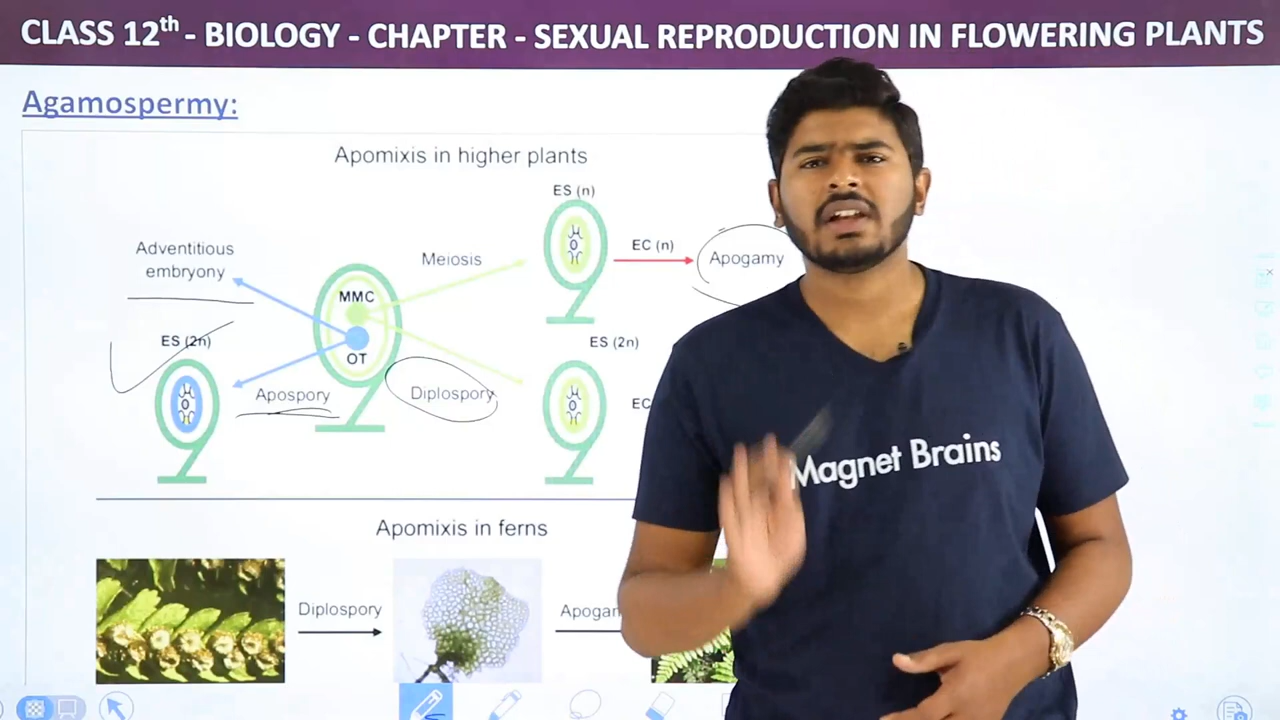 CLASS 12th - BIOLOGY - CHAPTER - SEXUAL REPRODUCTION IN FLOWERING PLANTS
Agamospermy:
Apomixis in higher plants
ES (n)
Adventitious
embryony
Meiosis
EC (n)
Apogamy
MMC
ES (2n)
OT
ES (2n)
Apospory
Diplospory
EC
Magnet Brains
Apomixis in ferns
Diplospory
Apogam